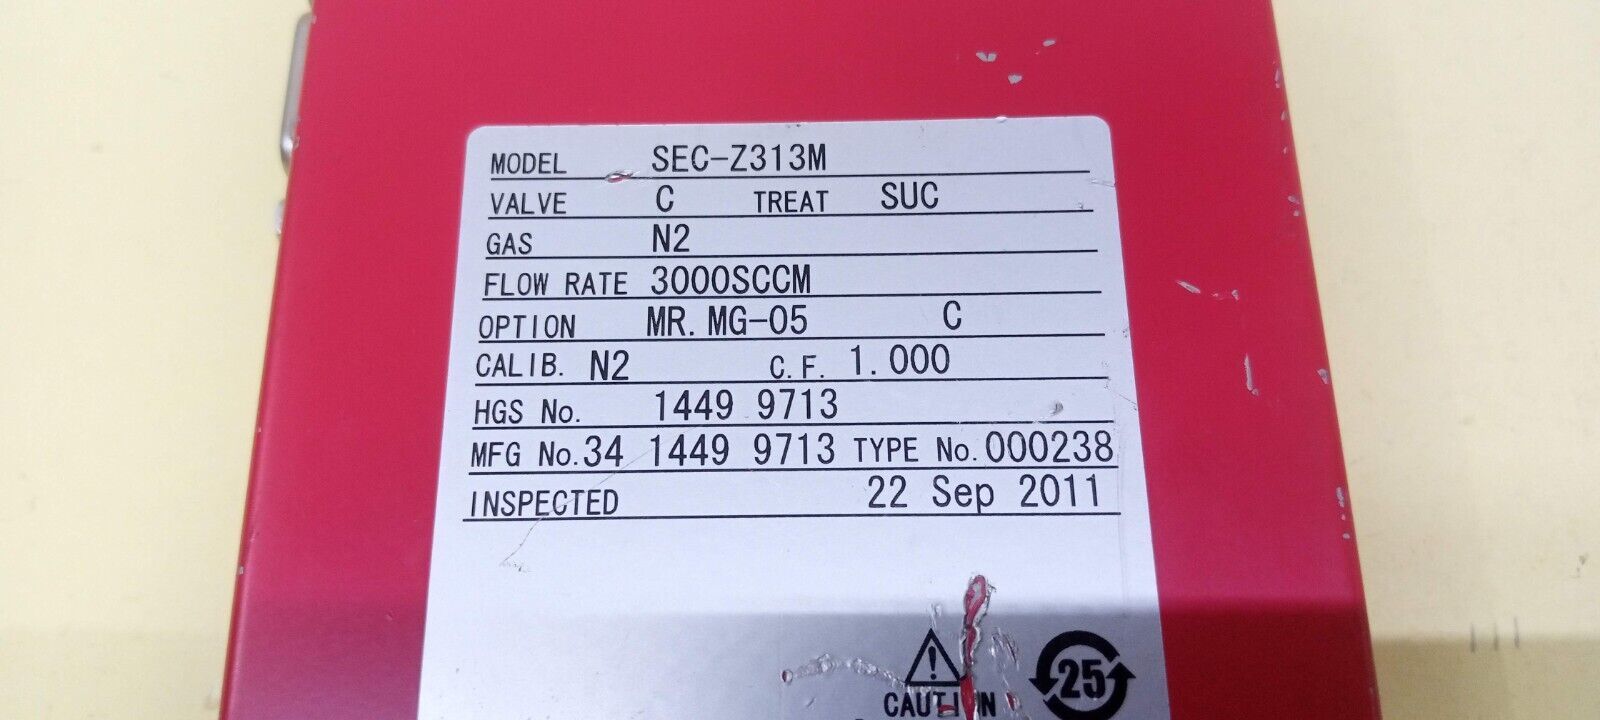 MODEL SEC-Z313M
VALVE C TREAT SUC
GAS N2
FLOW RATE 3000SCCM
OPTION MR. MG-05 C
CALIB. N2 C. F. 1. 000
HGS No. 1449 9713
MFG No. 34 1449 9713 TYPE No. 000238
INSPECTED 22 Sep 2011
25
CAUTION